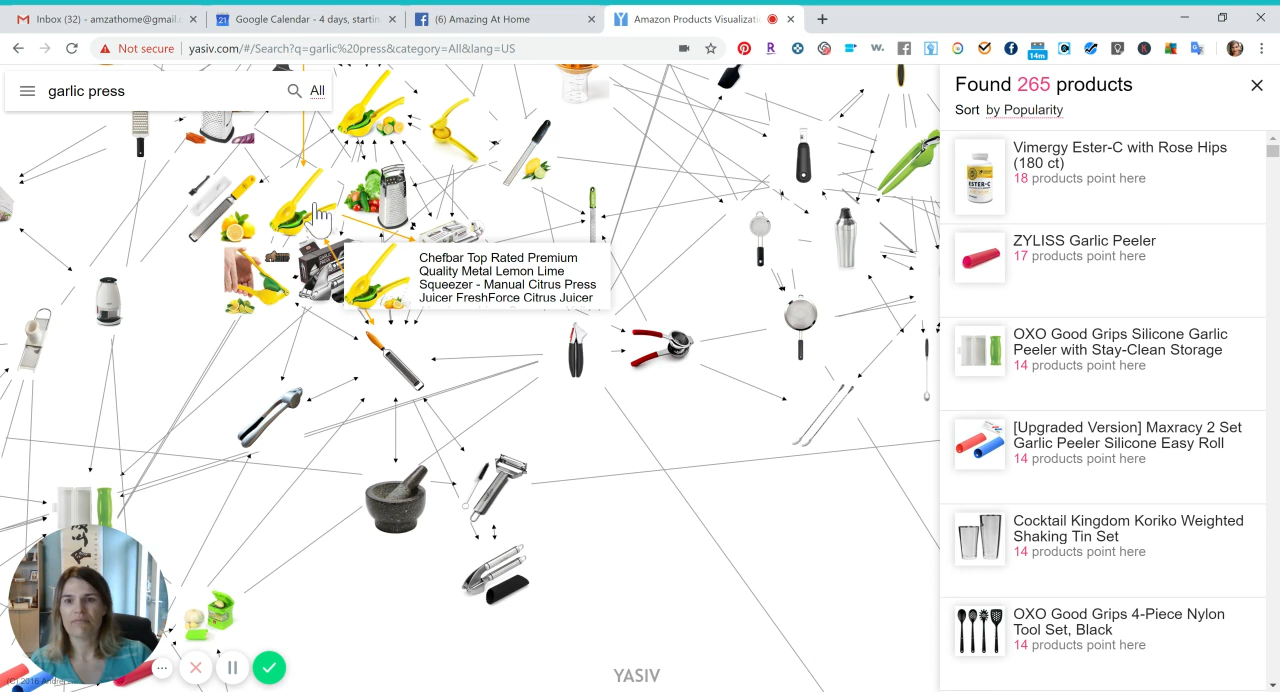 Inbox (32) - amzathome@gmail.
Google Calendar - 4 days, startin
(6) Amazing At Home
Amazon Products Visualizati
Not secure
yasiv.com/#/Search?q=garlic%20press&category=All&lang=US
14m
garlic press
All
Found 265 products
Sort by Popularity
Vimergy Ester-C with Rose Hips
(180 ct)
18 products point here
ZYLISS Garlic Peeler
17 products point here
OXO Good Grips Silicone Garlic
Peeler with Stay-Clean Storage
14 products point here
[Upgraded Version] Maxracy 2 Set
Garlic Peeler Silicone Easy Roll
14 products point here
Cocktail Kingdom Koriko Weighted
Shaking Tin Set
14 products point here
OXO Good Grips 4-Piece Nylon
Tool Set, Black
14 products point here
Chefbar Top Rated Premium
Quality Metal Lemon Lime
Squeezer - Manual Citrus Press
Juicer FreshForce Citrus Juicer
YASIV